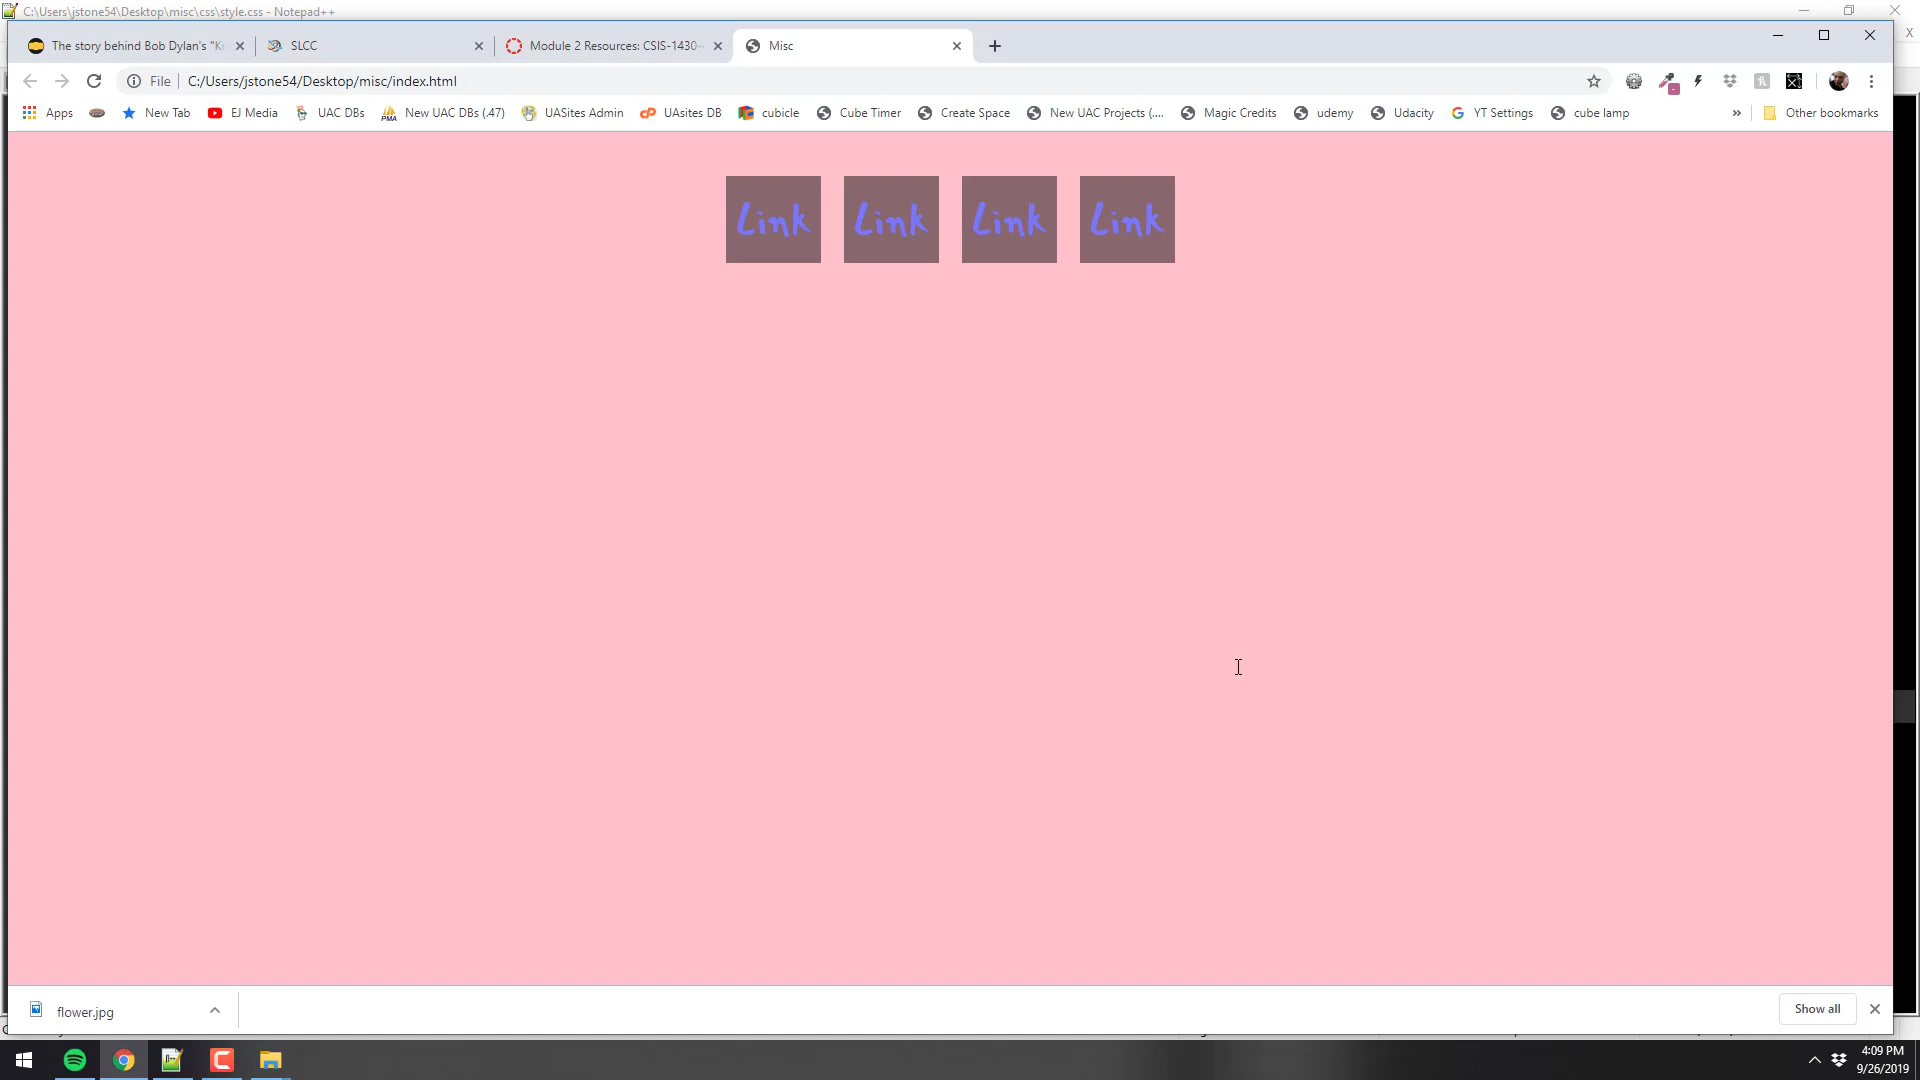 C:\Users\jstone54\Desktop\misc\css\style.css - Notepad++
The story behind Bob Dylan's "Kn
SLCC
Module 2 Resources: CSIS-1430-
Misc
File
C:/Users/jstone54/Desktop/misc/index.html
Apps
New Tab
EJ Media
UAC DBs
New UAC DBs (.47)
UASites Admin
UAsites DB
cubicle
Cube Timer
Create Space
New UAC Projects (....
Magic Credits
udemy
Udacity
YT Settings
cube lamp
»
Other bookmarks
Link Link Link Link
flower.jpg
Show all
4:09 PM
9/26/2019